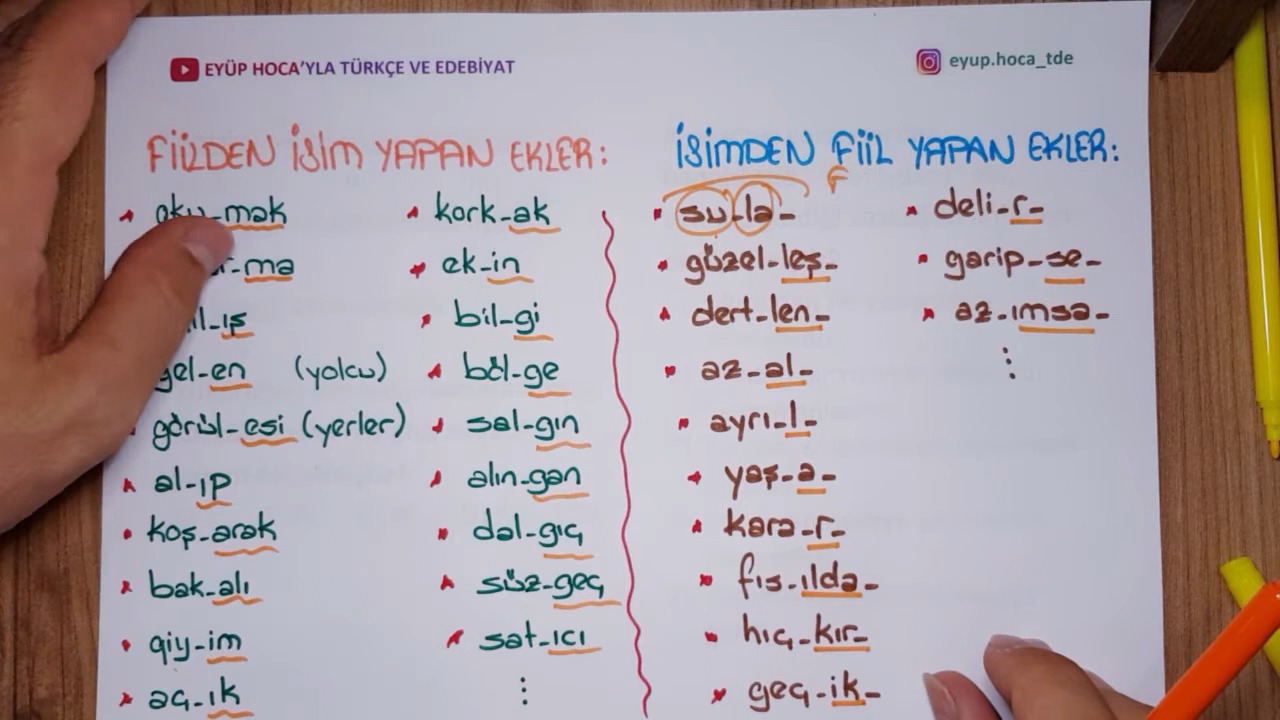 EYÜP HOCA'YLA TÜRKÇE VE EDEBİYAT
eyup.hoca_tde
FİİLDEN İSİM YAPAN EKLER:
oku-mak
-ma
-ış
gel-en (yolcu)
görül-esi (yerler)
al-ıp
koş-arak
bak-alı
giy-im
aç-ık
kork-ak
ek-in
bil-gi
böl-ge
sal-gın
alın-gan
dal-gıç
süz-geç
sat-ıcı
İSİMDEN FİİL YAPAN EKLER:
F
su-la-
güzel-leş-
dert-len-
az-al-
ayrı-l-
yaş-a-
kara-r-
fıs-ılda-
hıç-kır-
geç-ik-
deli-r-
garip-se-
az-ımsa-